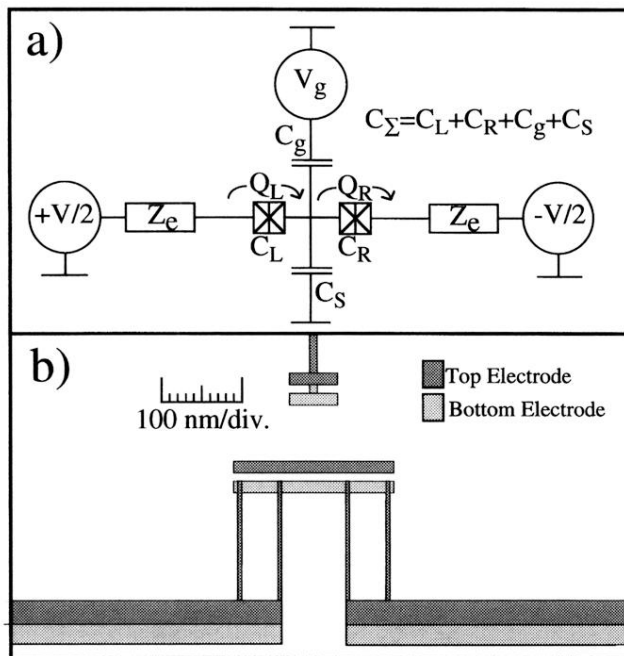 a)
V_g
C_g
C_Σ=C_L+C_R+C_g+C_S
Q_L
Q_R
+V/2
Z_e
Z_e
-V/2
C_L
C_R
C_S
b)
Top Electrode
Bottom Electrode
100 nm/div.